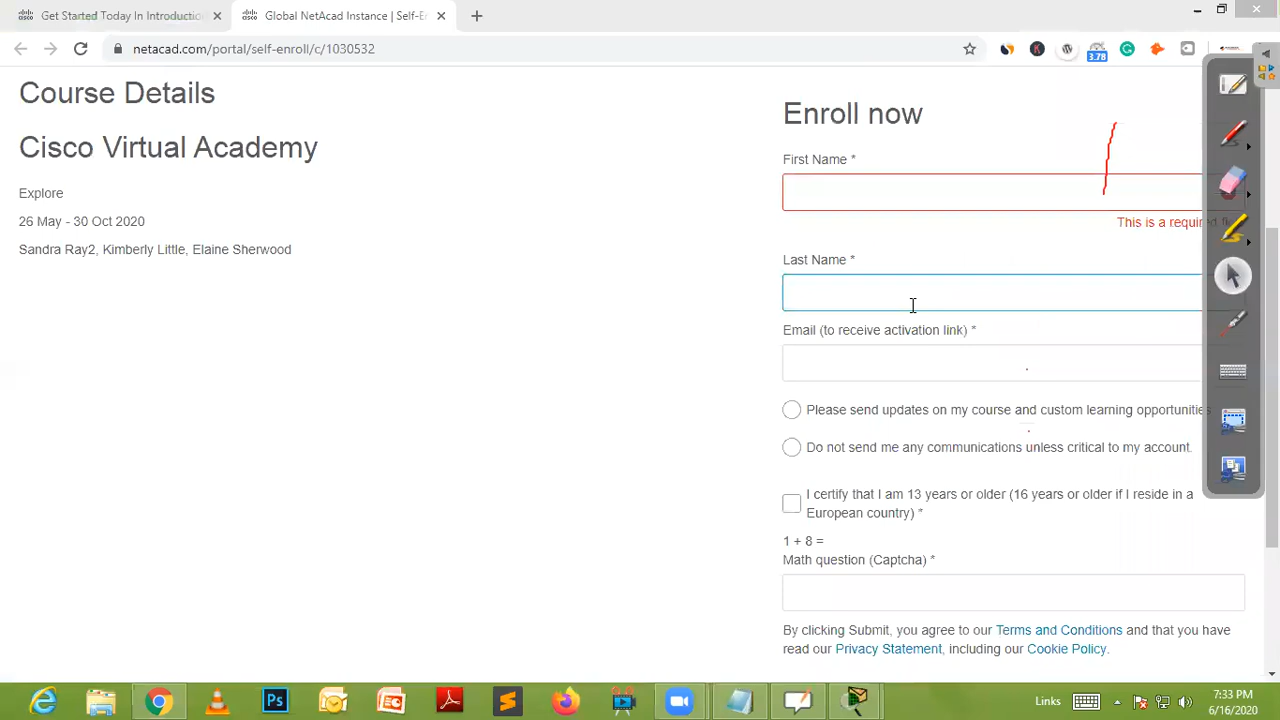 Get Started Today In Introduction
Global NetAcad Instance | Self-E
netacad.com/portal/self-enroll/c/1030532
3.78
Course Details
Cisco Virtual Academy
Explore
26 May - 30 Oct 2020
Sandra Ray2, Kimberly Little, Elaine Sherwood
Enroll now
First Name *
This is a required
Last Name *
Email (to receive activation link) *
Please send updates on my course and custom learning opportunities
Do not send me any communications unless critical to my account.
I certify that I am 13 years or older (16 years or older if I reside in a
European country) *
1 + 8 =
Math question (Captcha) *
By clicking Submit, you agree to our Terms and Conditions and that you have
read our Privacy Statement, including our Cookie Policy.
Links
7:33 PM
6/16/2020